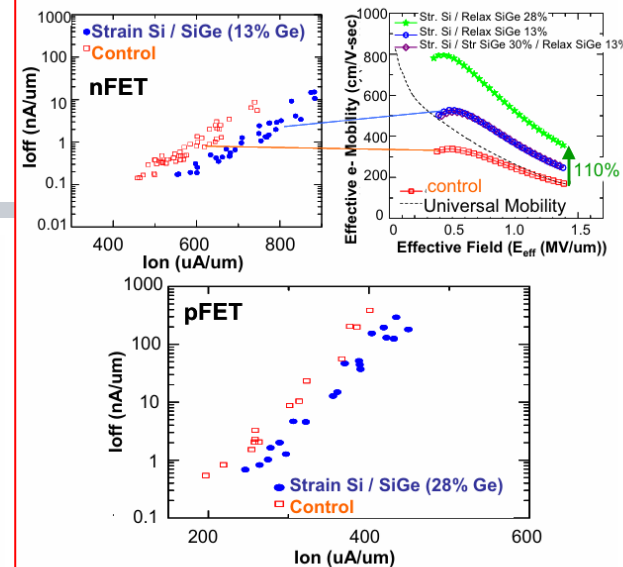 Strain Si / SiGe (13% Ge)
Control
nFET
1000
100
10
1
0.1
0.01
Ioff (nA/um)
400
600
800
Ion (uA/um)
Str. Si / Relax SiGe 28%
Str. Si / Relax SiGe 13%
Str. Si / Str SiGe 30% / Relax SiGe 13%
1000
800
600
400
200
0
Effective e- Mobility (cm/V-sec)
110%
control
Universal Mobility
0
0.5
1.0
1.5
Effective Field (Eeff (MV/um))
pFET
1000
100
10
1
0.1
Ioff (nA/um)
Strain Si / SiGe (28% Ge)
Control
200
400
600
Ion (uA/um)